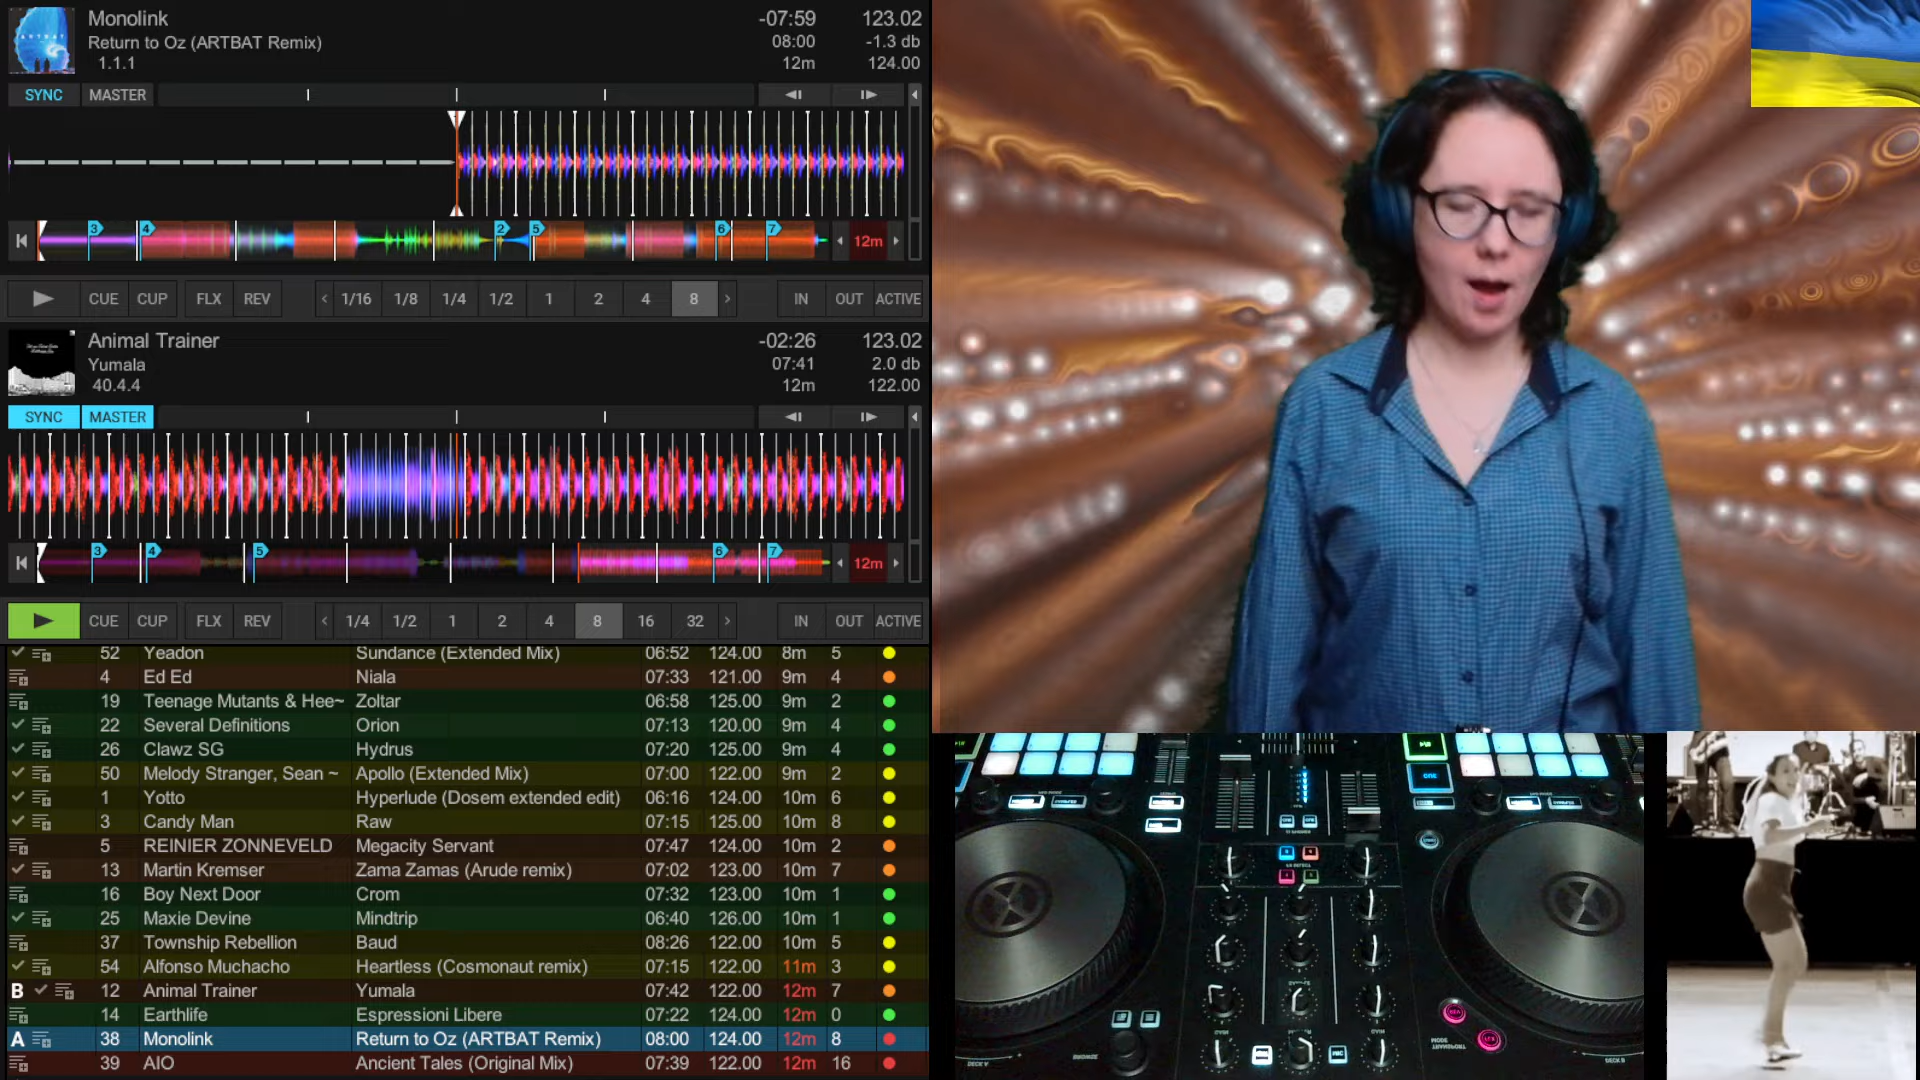 Monolink -07:59 123.02
Return to Oz (ARTBAT Remix) 08:00 -1.3 db
1.1.1 12m 124.00
SYNC MASTER
3 4 2 5 6 7 12m
CUE CUP FLX REV 1/16 1/8 1/4 1/2 1 2 4 8 IN OUT ACTIVE
Animal Trainer -02:26 123.02
Yumala 07:41 2.0 db
40.4.4 12m 122.00
SYNC MASTER
3 4 5 6 7 12m
CUE CUP FLX REV 1/4 1/2 1 2 4 8 16 32 IN OUT ACTIVE
52 Yeadon Sundance (Extended Mix) 06:52 124.00 8m 5
4 Ed Ed Niala 07:33 121.00 9m 4
19 Teenage Mutants & Hee~ Zoltar 06:58 125.00 9m 2
22 Several Definitions Orion 07:13 120.00 9m 4
26 Clawz SG Hydrus 07:20 125.00 9m 4
50 Melody Stranger, Sean ~ Apollo (Extended Mix) 07:00 122.00 9m 2
1 Yotto Hyperlude (Dosem extended edit) 06:16 124.00 10m 6
3 Candy Man Raw 07:15 125.00 10m 8
5 REINIER ZONNEVELD Megacity Servant 07:47 124.00 10m 2
13 Martin Kremser Zama Zamas (Arude remix) 07:02 123.00 10m 7
16 Boy Next Door Crom 07:32 123.00 10m 1
25 Maxie Devine Mindtrip 06:40 126.00 10m 1
37 Township Rebellion Baud 08:26 122.00 10m 5
54 Alfonso Muchacho Heartless (Cosmonaut remix) 07:15 122.00 11m 3
B 12 Animal Trainer Yumala 07:42 122.00 12m 7
14 Earthlife Espressioni Libere 07:22 124.00 12m 0
A 38 Monolink Return to Oz (ARTBAT Remix) 08:00 124.00 12m 8
39 AIO Ancient Tales (Original Mix) 07:39 122.00 12m 16